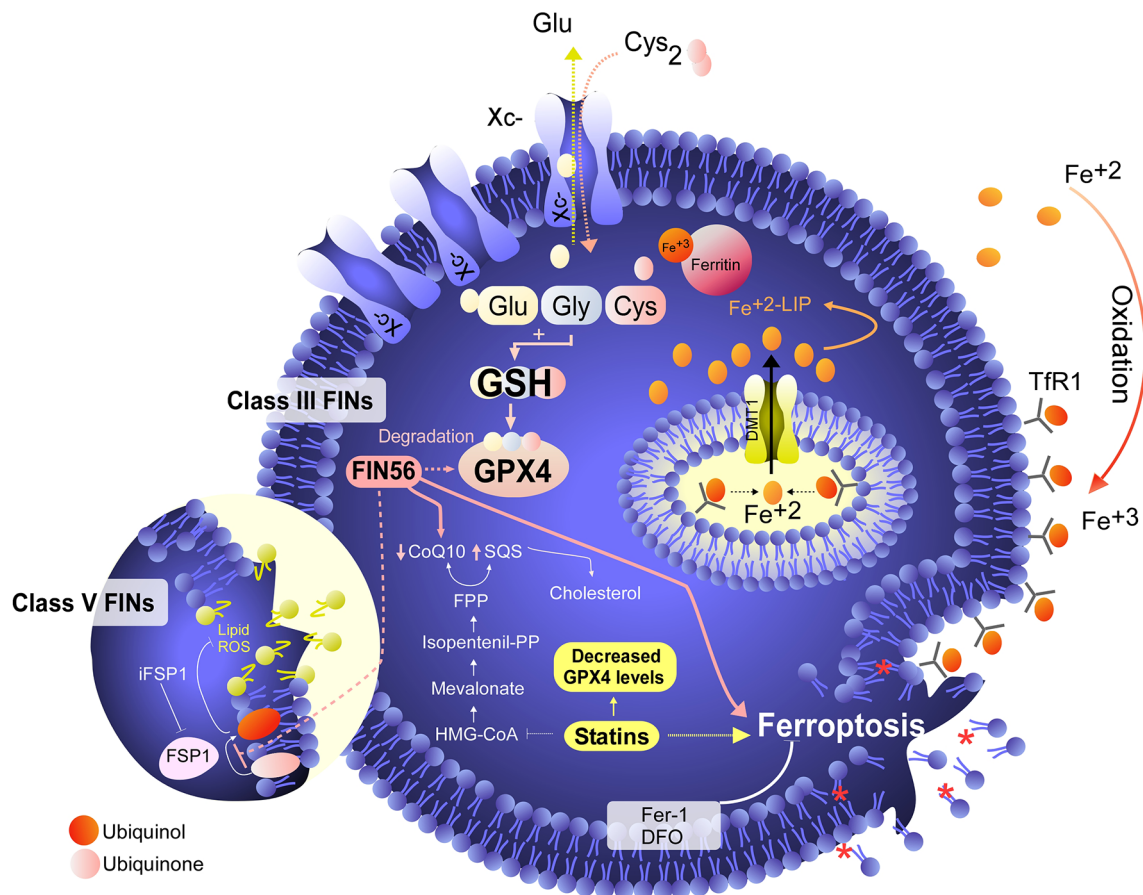 Glu
Cys2
Xc-
Xc-
Xc-
Xc-
Fe+2
Fe+3
Ferritin
Glu
Gly
Cys
Fe+2-LIP
+
Oxidation
GSH
TfR1
Class III FINs
DMT1
Degradation
FIN56
GPX4
Fe+2
Fe+3
CoQ10
SQS
Cholesterol
FPP
Class V FINs
Lipid
ROS
Isopentenil-PP
iFSP1
Decreased
GPX4 levels
Mevalonate
HMG-CoA
Statins
Ferroptosis
FSP1
*
*
*
*
*
Fer-1
DFO
Ubiquinol
Ubiquinone